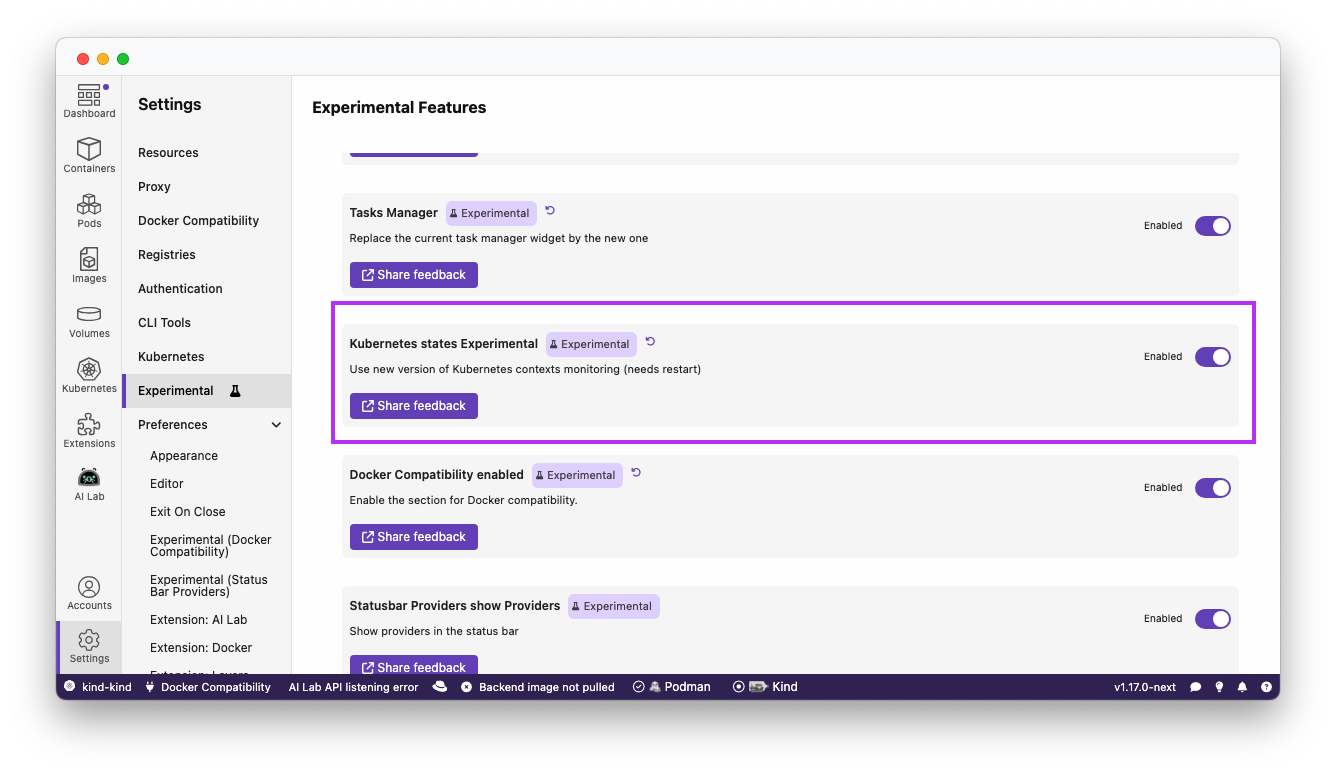 Dashboard
Containers
Pods
Images
Volumes
Kubernetes
Extensions
AI Lab
Accounts
Settings
Settings
Resources
Proxy
Docker Compatibility
Registries
Authentication
CLI Tools
Kubernetes
Experimental
Preferences
Appearance
Editor
Exit On Close
Experimental (Docker
Compatibility)
Experimental (Status
Bar Providers)
Extension: AI Lab
Extension: Docker
Experimental Features
Tasks Manager Experimental
Enabled
Replace the current task manager widget by the new one
Share feedback
Kubernetes states Experimental Experimental
Enabled
Use new version of Kubernetes contexts monitoring (needs restart)
Share feedback
Docker Compatibility enabled Experimental
Enabled
Enable the section for Docker compatibility.
Share feedback
Statusbar Providers show Providers Experimental
Enabled
Show providers in the status bar
Share feedback
kind-kind Docker Compatibility AI Lab API listening error Backend image not pulled Podman Kind v1.17.0-next